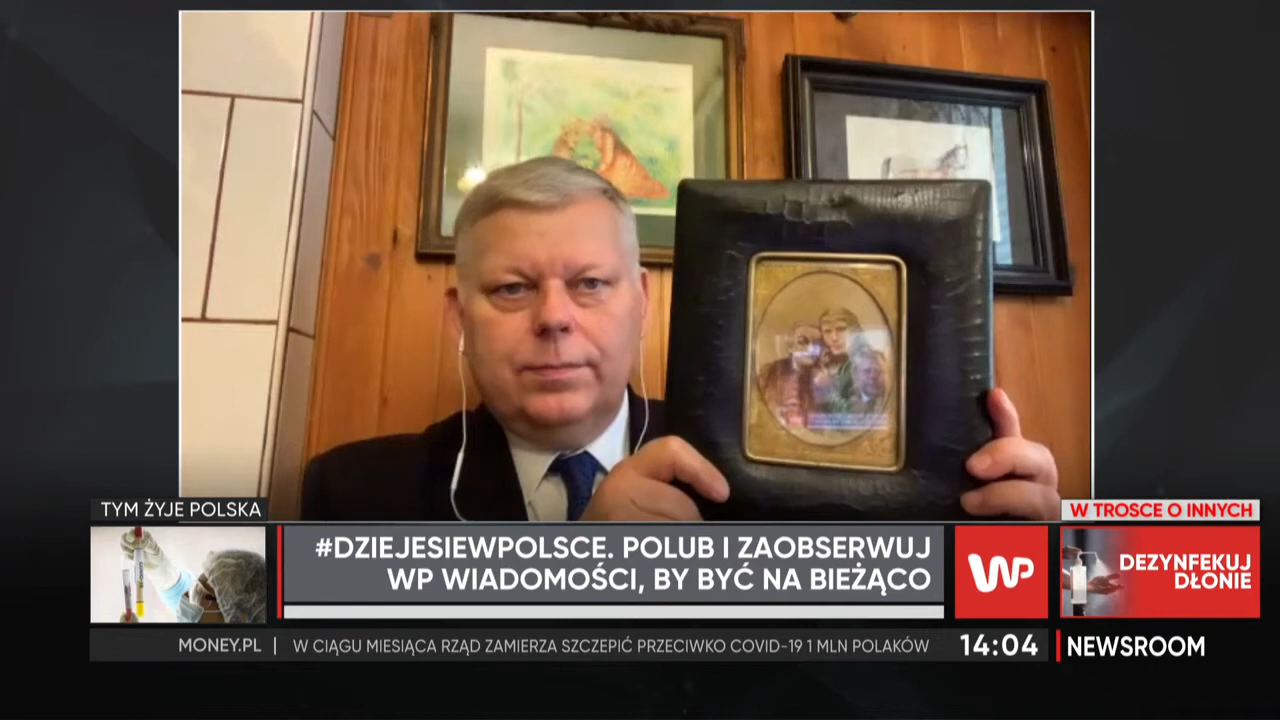 TYM ŻYJE POLSKA
#DZIEJESIEWPOLSCE. POLUB I ZAOBSERWUJ
WP WIADOMOŚCI, BY BYĆ NA BIEŻĄCO
WP
W TROSCE O INNYCH
DEZYNFEKUJ
DŁONIE
MONEY.PL | W CIĄGU MIESIĄCA RZĄD ZAMIERZA SZCZEPIĆ PRZECIWKO COVID-19 1 MLN POLAKÓW
14:04
NEWSROOM